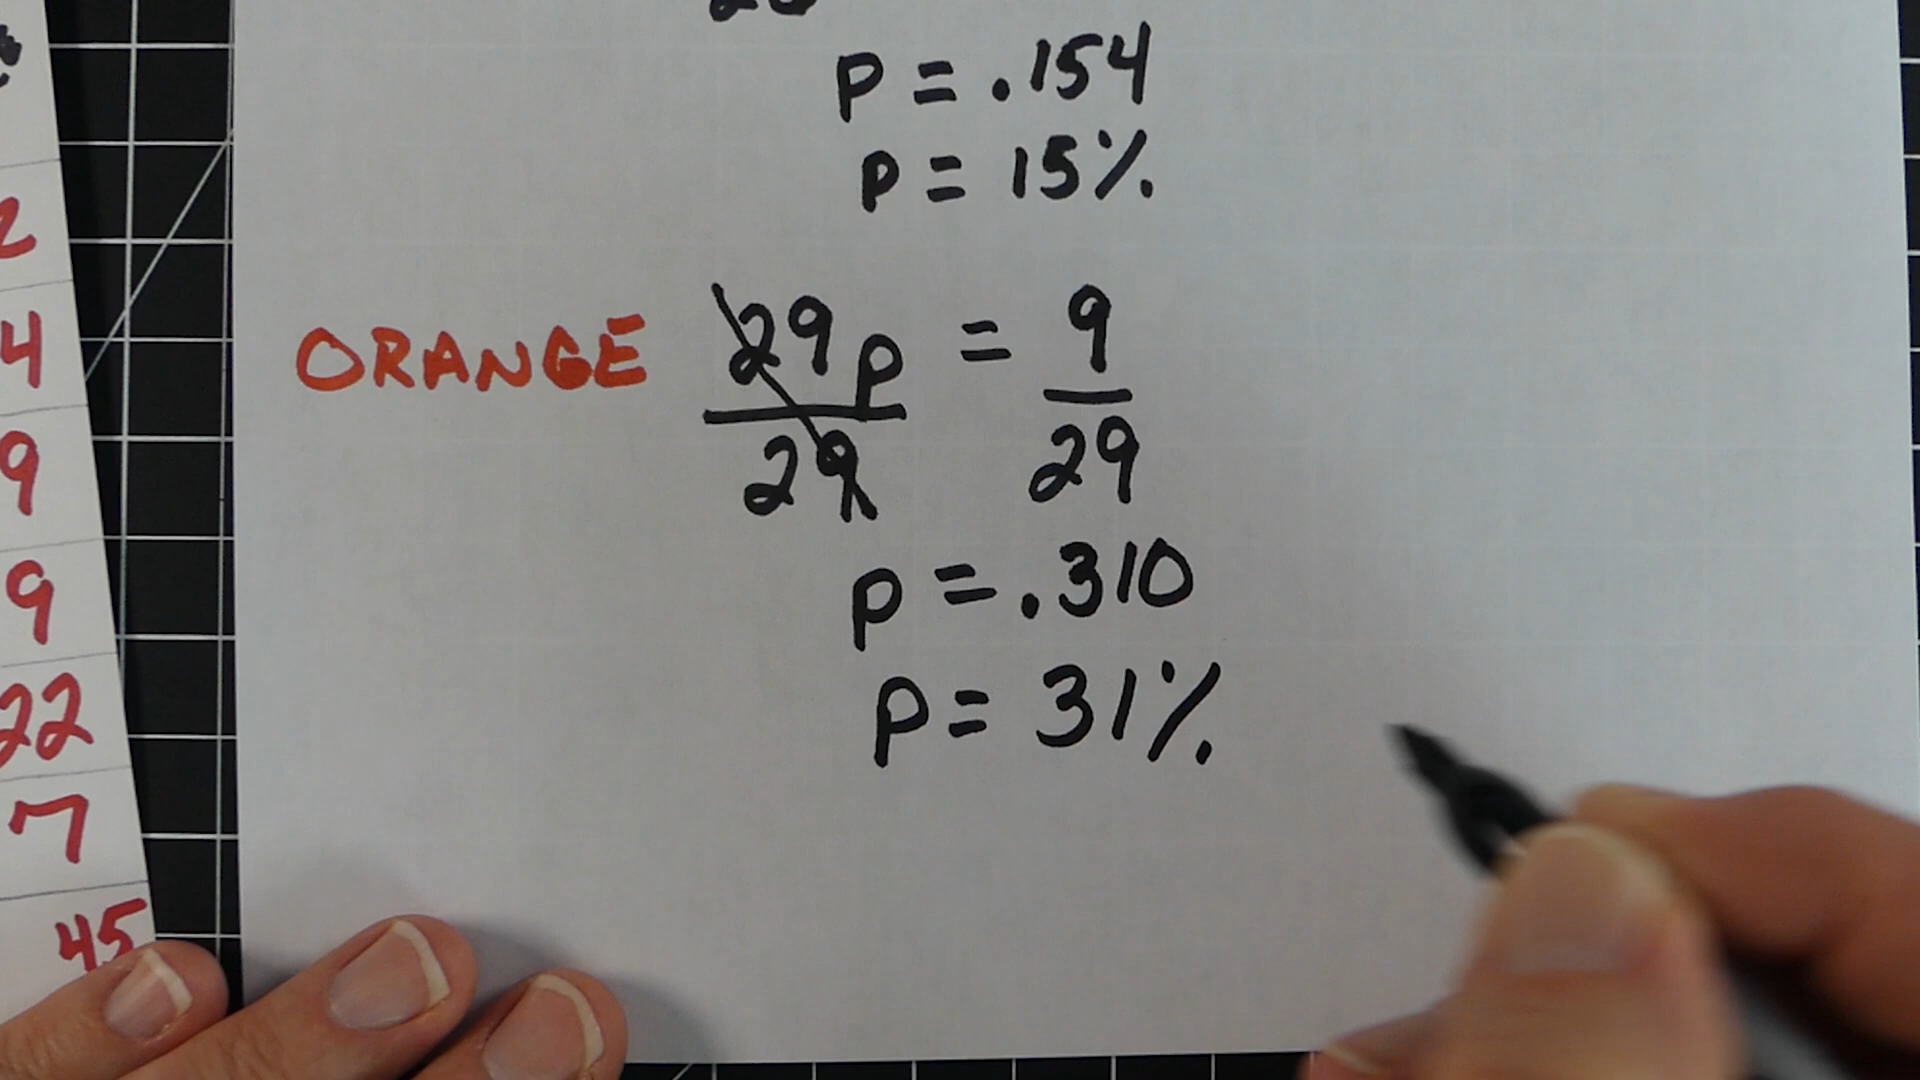 P = .154
P = 15%
ORANGE 29p/29 = 9/29
P = .310
P = 31%
2
4
9
9
22
7
45